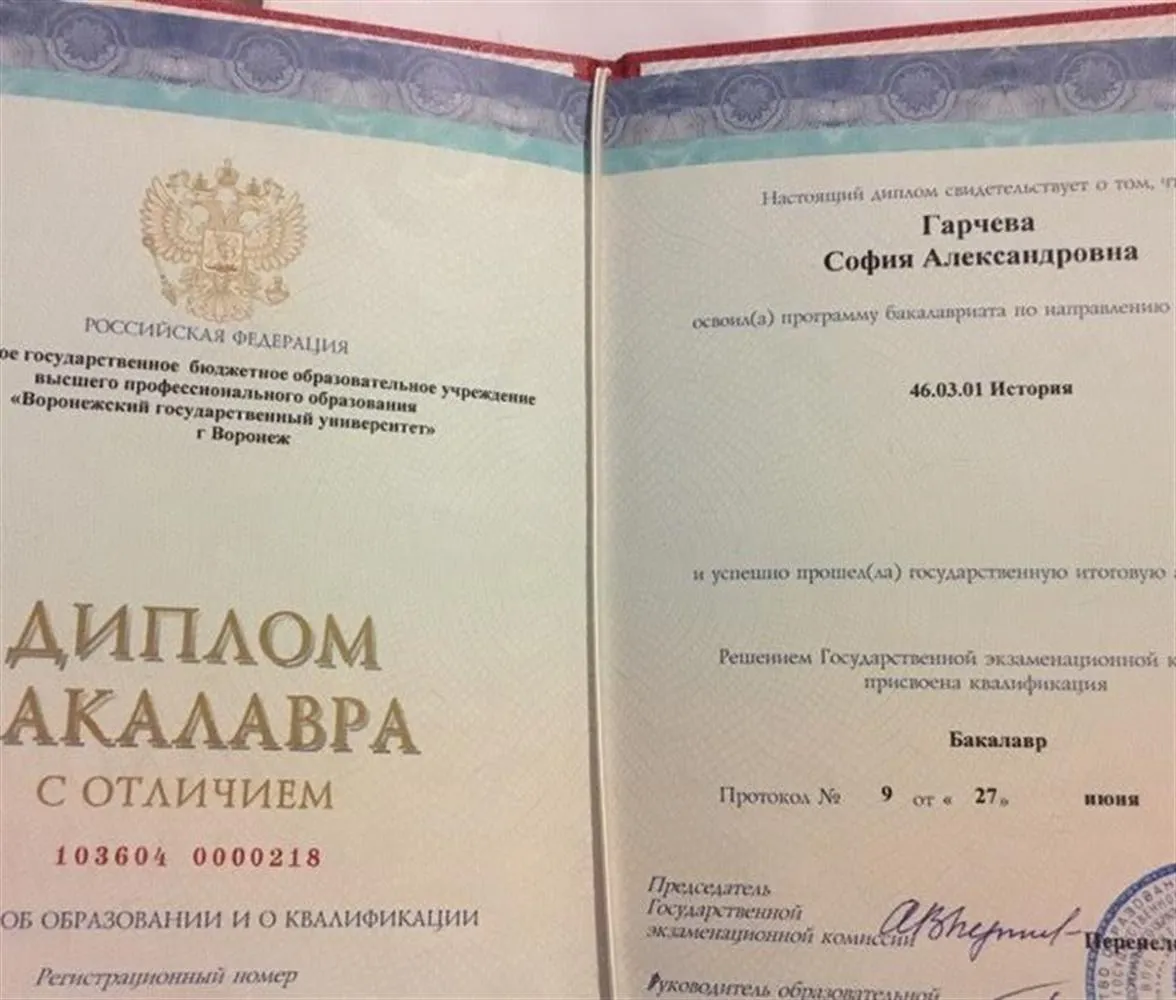 РОССИЙСКАЯ ФЕДЕРАЦИЯ
ое государственное бюджетное образовательное учреждение
высшего профессионального образования
«Воронежский государственный университет»
г Воронеж
ДИПЛОМ
АКАЛАВРА
С ОТЛИЧИЕМ
103604 0000218
ОБ ОБРАЗОВАНИИ И О КВАЛИФИКАЦИИ
Регистрационный номер
Настоящий диплом свидетельствует о том, чт
Гарчева
София Александровна
освоил(а) программу бакалавриата по направлению
46.03.01 История
и успешно прошел(ла) государственную итоговую
Решением Государственной экзаменационной к
присвоена квалификация
Бакалавр
Протокол № 9 от « 27 » июня
Председатель
Государственной
экзаменационной комиссии
Перепел
Руководитель образовательной